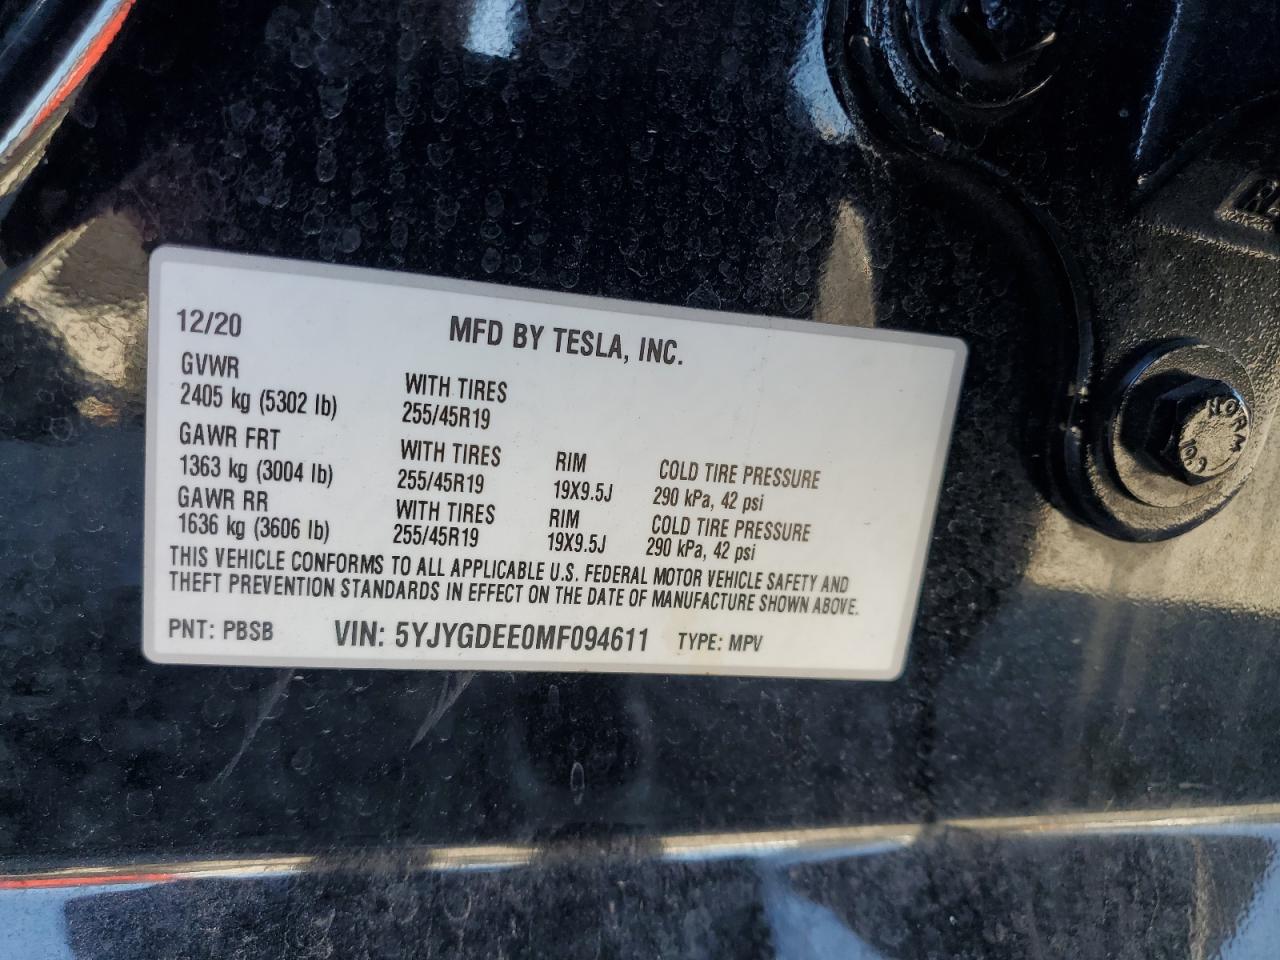 12/20 MFD BY TESLA, INC.
GVWR
2405 kg (5302 lb) WITH TIRES
255/45R19
GAWR FRT
1363 kg (3004 lb) WITH TIRES
255/45R19 RIM
19X9.5J COLD TIRE PRESSURE
290 kPa, 42 psi
GAWR RR
1636 kg (3606 lb) WITH TIRES
255/45R19 RIM
19X9.5J COLD TIRE PRESSURE
290 kPa, 42 psi
THIS VEHICLE CONFORMS TO ALL APPLICABLE U.S. FEDERAL MOTOR VEHICLE SAFETY AND
THEFT PREVENTION STANDARDS IN EFFECT ON THE DATE OF MANUFACTURE SHOWN ABOVE.
PNT: PBSB VIN: 5YJYGDEE0MF094611 TYPE: MPV
NORM